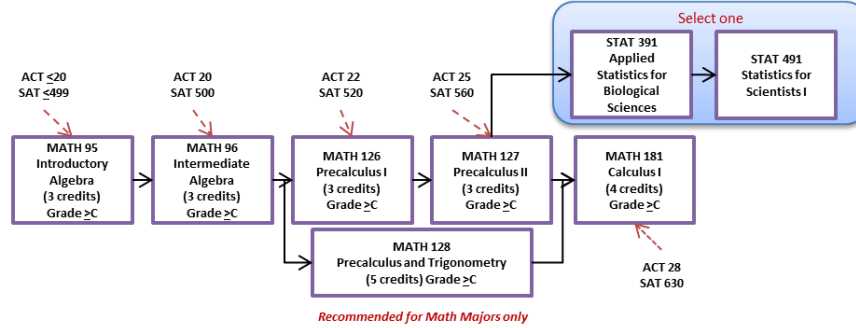 Select one
STAT 391
Applied
Statistics for
Biological
Sciences
STAT 491
Statistics for
Scientists I
ACT ≤20
SAT ≤499
ACT 20
SAT 500
ACT 22
SAT 520
ACT 25
SAT 560
MATH 95
Introductory
Algebra
(3 credits)
Grade ≥C
MATH 96
Intermediate
Algebra
(3 credits)
Grade ≥C
MATH 126
Precalculus I
(3 credits)
Grade ≥C
MATH 127
Precalculus II
(3 credits)
Grade ≥C
MATH 181
Calculus I
(4 credits)
Grade ≥C
MATH 128
Precalculus and Trigonometry
(5 credits) Grade ≥C
ACT 28
SAT 630
Recommended for Math Majors only